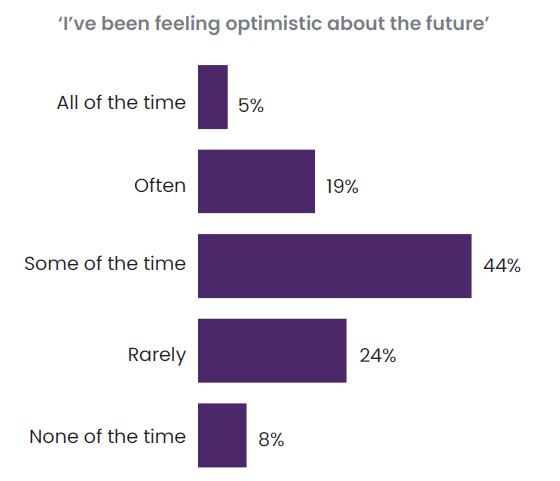 ‘I’ve been feeling optimistic about the future’
All of the time 5%
Often 19%
Some of the time 44%
Rarely 24%
None of the time 8%